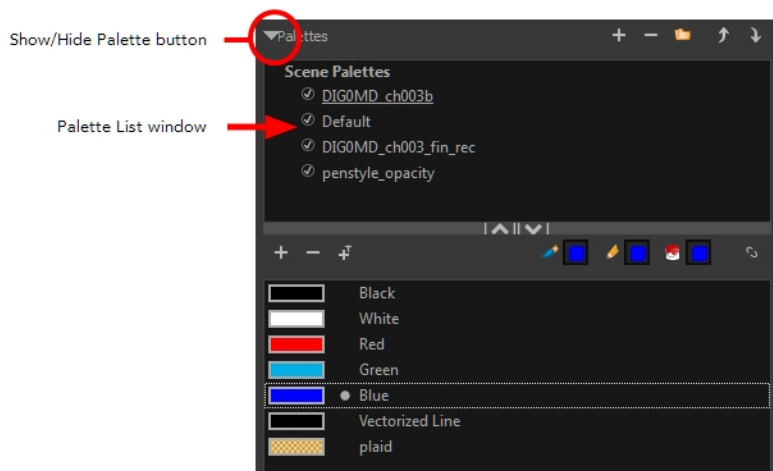 Show/Hide Palette button
Palettes
Scene Palettes
DIG0MD_ch003b
Palette List window
Default
DIG0MD_ch003_fin_rec
penstyle_opacity
Black
White
Red
Green
Blue
Vectorized Line
plaid